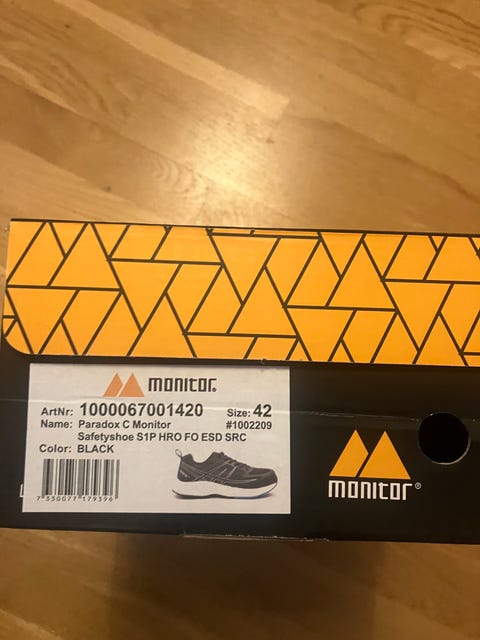 monitor
ArtNr: 1000067001420 Size: 42
Name: Paradox C Monitor #1002209
Safetyshoe S1P HRO FO ESD SRC
Color: BLACK
7 330077 179396
monitor®